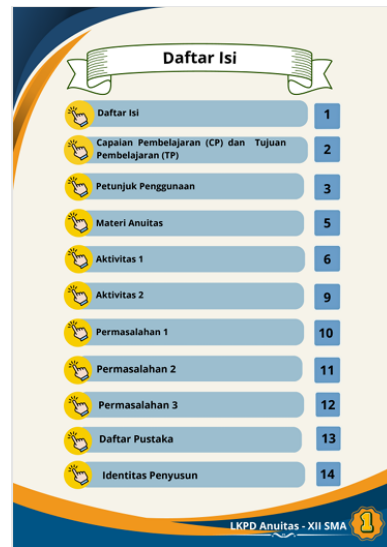 Daftar Isi
Daftar Isi 1
Capaian Pembelajaran (CP) dan Tujuan
Pembelajaran (TP) 2
Petunjuk Penggunaan 3
Materi Anuitas 5
Aktivitas 1 6
Aktivitas 2 9
Permasalahan 1 10
Permasalahan 2 11
Permasalahan 3 12
Daftar Pustaka 13
Identitas Penyusun 14
LKPD Anuitas - XII SMA 1